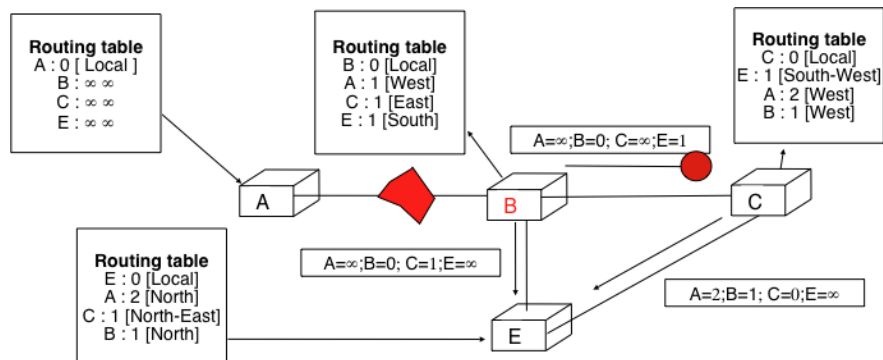 Routing table
A : 0 [ Local ]
B : ∞ ∞
C : ∞ ∞
E : ∞ ∞
Routing table
B : 0 [Local]
A : 1 [West]
C : 1 [East]
E : 1 [South]
Routing table
C : 0 [Local]
E : 1 [South-West]
A : 2 [West]
B : 1 [West]
A=∞;B=0; C=∞;E=1
A
B
C
Routing table
E : 0 [Local]
A : 2 [North]
C : 1 [North-East]
B : 1 [North]
A=∞;B=0; C=1;E=∞
A=2;B=1; C=0;E=∞
E